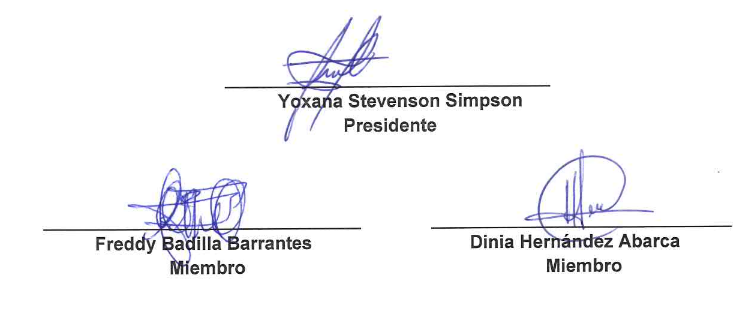 Yoxana Stevenson Simpson
Presidente
Freddy Badilla Barrantes
Miembro
Dinia Hernández Abarca
Miembro